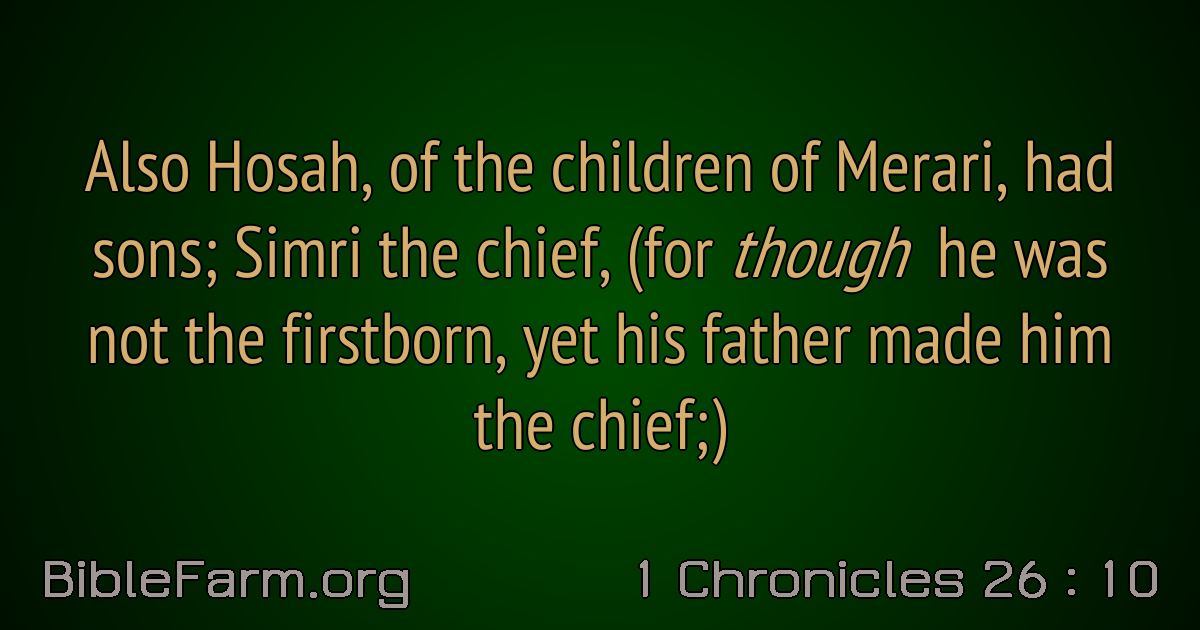 Also Hosah, of the children of Merari, had
sons; Simri the chief, (for though he was
not the firstborn, yet his father made him
the chief;)
BibleFarm.org
1 Chronicles 26 : 10